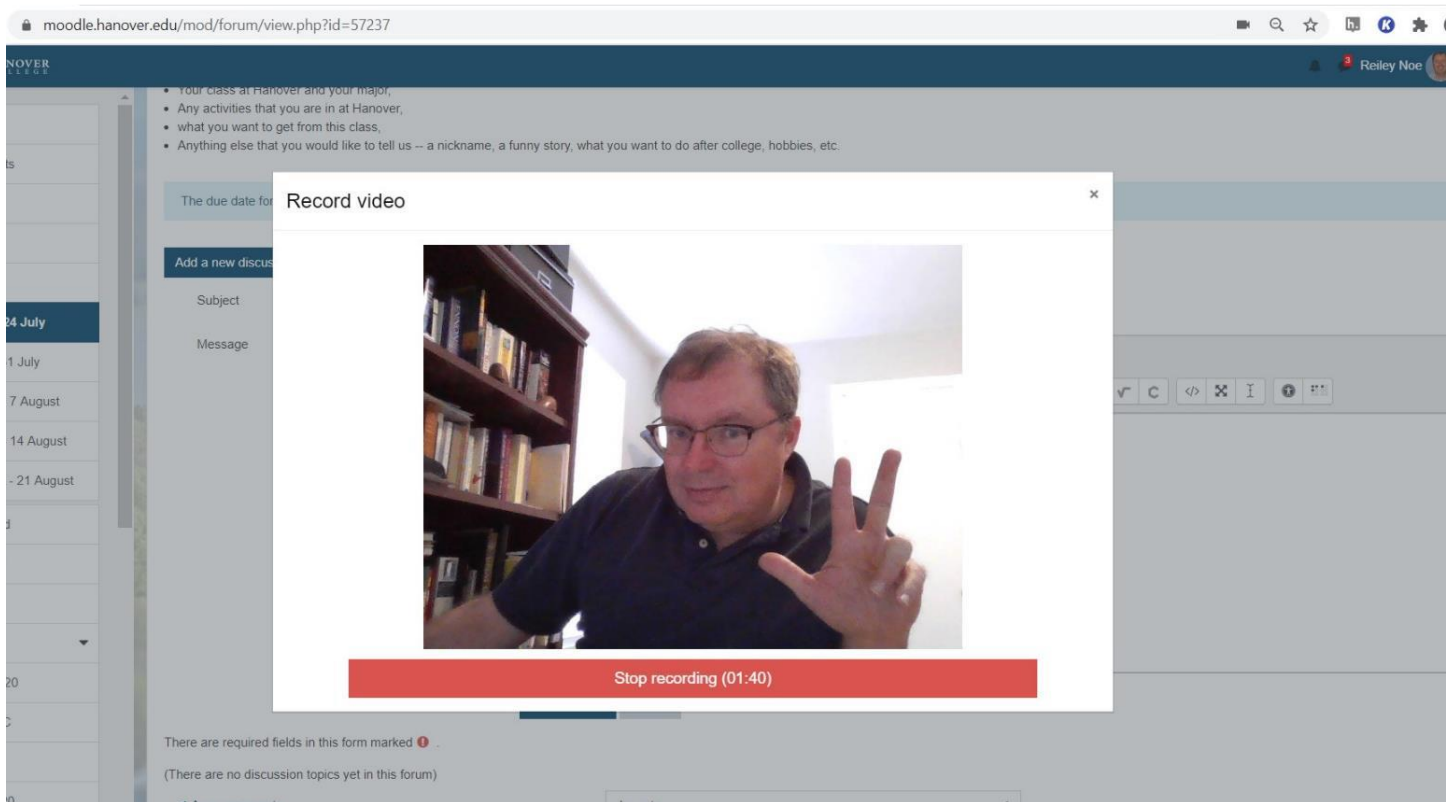 moodle.hanover.edu/mod/forum/view.php?id=57237
NOVER
3 Reiley Noe
Your class at Hanover and your major,
Any activities that you are in at Hanover,
what you want to get from this class,
Anything else that you would like to tell us -- a nickname, a funny story, what you want to do after college, hobbies, etc.
ts
The due date for
Record video
×
Add a new discus
Subject
24 July
Message
1 July
7 August
14 August
- 21 August
d
Stop recording (01:40)
20
C
There are required fields in this form marked
(There are no discussion topics yet in this forum)